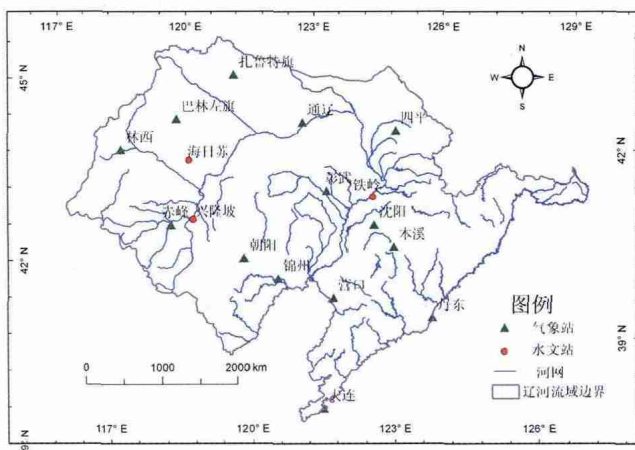 117° E 120° E 123° E 126° E 129° E
45° N
42° N
9° N
42° N
39° N
N
W E
S
扎鲁特旗
巴林左旗
通辽
四平
林西
海日苏
彰武
铁岭
赤峰 兴隆坡
沈阳
本溪
朝阳
锦州
营口
丹东
大连
图例
气象站
水文站
河网
辽河流域边界
0 1000 2000 km
117° E 120° E 123° E 126° E